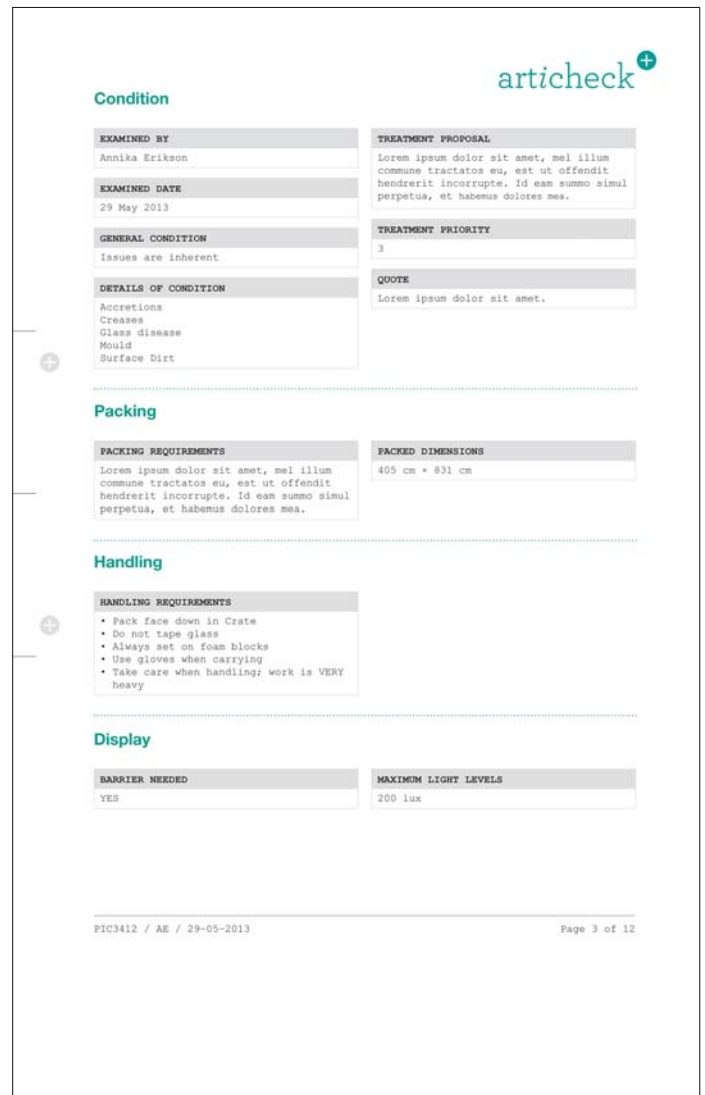 articheck
Condition
EXAMINED BY
Annika Erikson
EXAMINED DATE
29 May 2013
GENERAL CONDITION
Issues are inherent
DETAILS OF CONDITION
Accretions
Creases
Glass disease
Mould
Surface Dirt
TREATMENT PROPOSAL
Lorem ipsum dolor sit amet, mel illum
commune tractatos eu, est ut offendit
hendrerit incorrupte. Id eam summo simul
perpetua, et habemus dolores mea.
TREATMENT PRIORITY
3
QUOTE
Lorem ipsum dolor sit amet.
Packing
PACKING REQUIREMENTS
Lorem ipsum dolor sit amet, mel illum
commune tractatos eu, est ut offendit
hendrerit incorrupte. Id eam summo simul
perpetua, et habemus dolores mea.
PACKED DIMENSIONS
405 cm × 831 cm
Handling
HANDLING REQUIREMENTS
• Pack face down in Crate
• Do not tape glass
• Always set on foam blocks
• Use gloves when carrying
• Take care when handling; work is VERY
heavy
Display
BARRIER NEEDED
YES
MAXIMUM LIGHT LEVELS
200 lux
PIC3412 / AE / 29-05-2013
Page 3 of 12